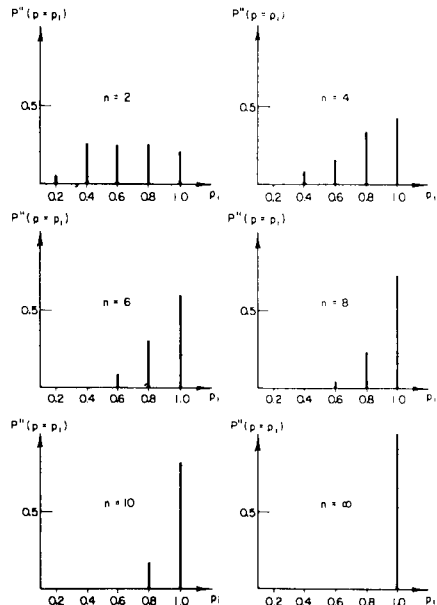 P"(p = p₁)
n = 2
0.5
0.2 0.4 0.6 0.8 1.0 pᵢ
P"(p = pᵢ)
n = 4
0.5
0.2 0.4 0.6 0.8 1.0 pᵢ
P"(p = pᵢ)
n = 6
0.5
0.2 0.4 0.6 0.8 1.0 pᵢ
P"(p = pᵢ)
n = 8
0.5
0.2 0.4 0.6 0.8 1.0 pᵢ
P"(p = pᵢ)
n = 10
0.5
0.2 0.4 0.6 0.8 1.0 pᵢ
P"(p = pᵢ)
n = ∞
0.5
0.2 0.4 0.6 0.8 1.0 pᵢ